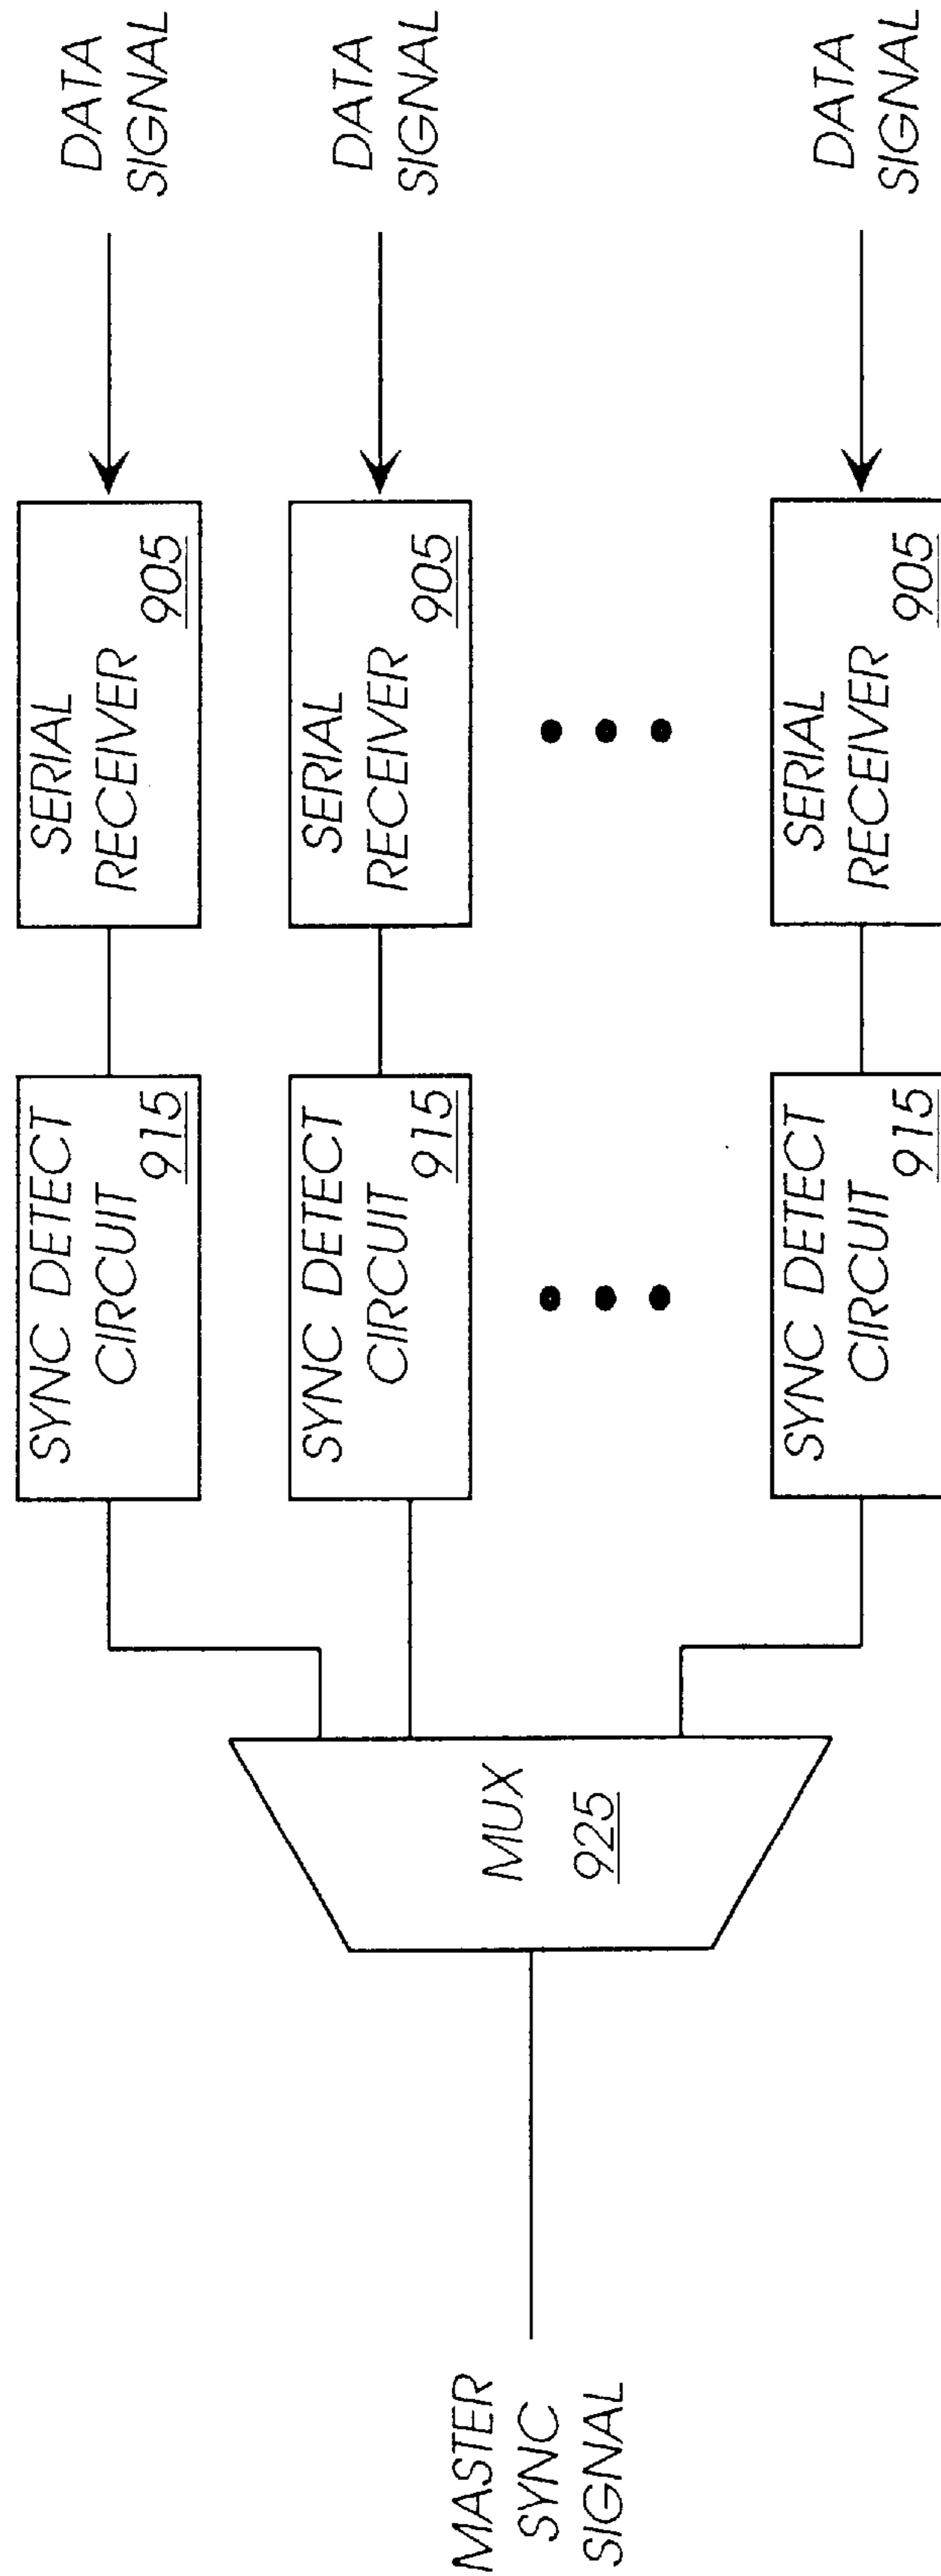 DATA
SIGNAL
SERIAL
RECEIVER
905
SYNC DETECT
CIRCUIT
915
DATA
SIGNAL
SERIAL
RECEIVER
905
SYNC DETECT
CIRCUIT
915
DATA
SIGNAL
SERIAL
RECEIVER
905
SYNC DETECT
CIRCUIT
915
MUX
925
MASTER
SYNC
SIGNAL